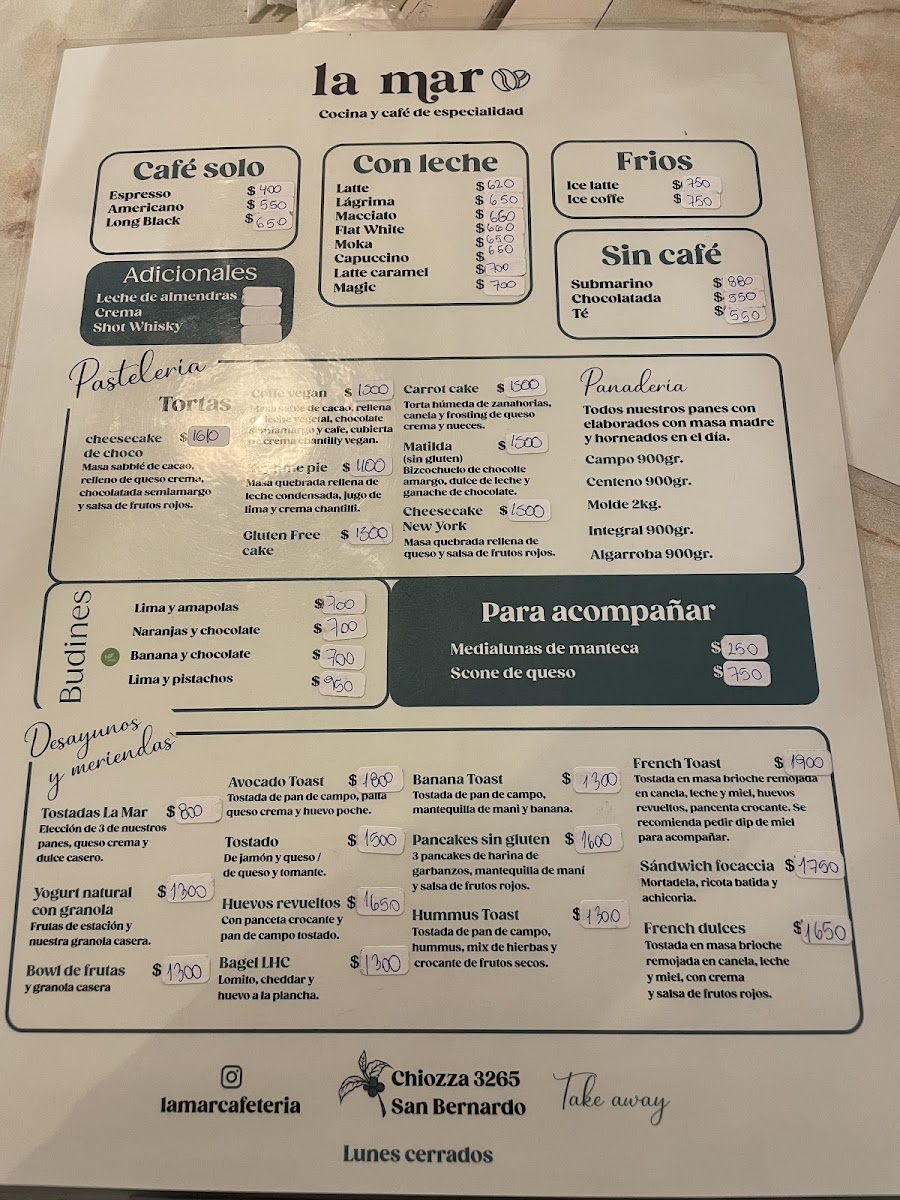 la mar
Cocina y café de especialidad
Café solo
Espresso $ 400
Americano $ 550
Long Black $ 650
Adicionales
Leche de almendras
Crema
Shot Whisky
Con leche
Latte $ 620
Lágrima $ 650
Macciato $ 660
Flat White $ 660
Moka $ 650
Capuccino $ 660
Latte caramel $ 700
Magic $ 700
Frios
Ice latte $ 750
Ice coffe $ 750
Sin café
Submarino $ 880
Chocolatada $ 550
Té $ 550
Pastelería
Tortas
cheesecake $ 1610
de choco
Masa sabblé de cacao,
relleno de queso crema,
chocolatada semiamargo
y salsa de frutos rojos.
vegan $ 1500
de cacao, rellena
vegetal, chocolate
y cafe, cubierta
crema chantilly vegan.
pie $ 1100
Masa quebrada rellena de
leche condensada, jugo de
lima y crema chantilli.
Gluten Free $ 1300
cake
Carrot cake $ 1500
Torta húmeda de zanahorias,
canela y frosting de queso
crema y nueces.
Matilda $ 1500
(sin gluten)
Bizcochuelo de chocolte
amargo, dulce de leche y
ganache de chocolate.
Cheesecake $ 1500
New York
Masa quebrada rellena de
queso y salsa de frutos rojos.
Panadería
Todos nuestros panes con
elaborados con masa madre
y horneados en el día.
Campo 900gr.
Centeno 900gr.
Molde 2kg.
Integral 900gr.
Algarroba 900gr.
Budines
Lima y amapolas $ 700
Naranjas y chocolate $ 700
Banana y chocolate $ 700
Lima y pistachos $ 950
Para acompañar
Medialunas de manteca $ 250
Scone de queso $ 750
Desayunos
y meriendas
Tostadas La Mar $ 800
Elección de 3 de nuestros
panes, queso crema y
dulce casero.
Yogurt natural $ 1300
con granola
Frutas de estación y
nuestra granola casera.
Bowl de frutas $ 1300
y granola casera
Avocado Toast $ 1800
Tostada de pan de campo, palta
queso crema y huevo poche.
Tostado $ 1500
De jamón y queso /
de queso y tomante.
Huevos revueltos $ 1650
Con panceta crocante y
pan de campo tostado.
Bagel LHC $ 1300
Lomito, cheddar y
huevo a la plancha.
Banana Toast $ 1300
Tostada de pan de campo,
mantequilla de mani y banana.
Pancakes sin gluten $ 1600
3 pancakes de harina de
garbanzos, mantequilla de maní
y salsa de frutos rojos.
Hummus Toast $ 1300
Tostada de pan de campo,
hummus, mix de hierbas y
crocante de frutos secos.
French Toast $ 1900
Tostada en masa brioche remojada
en canela, leche y miel, huevos
revueltos, pancenta crocante. Se
recomienda pedir dip de miel
para acompañar.
Sándwich focaccia $ 1750
Mortadela, ricota batida y
achicoria.
French dulces $ 1650
Tostada en masa brioche
remojada en canela, leche
y miel, con crema
y salsa de frutos rojos.
lamarcafeteria
Chiozza 3265
San Bernardo
Take away
Lunes cerrados